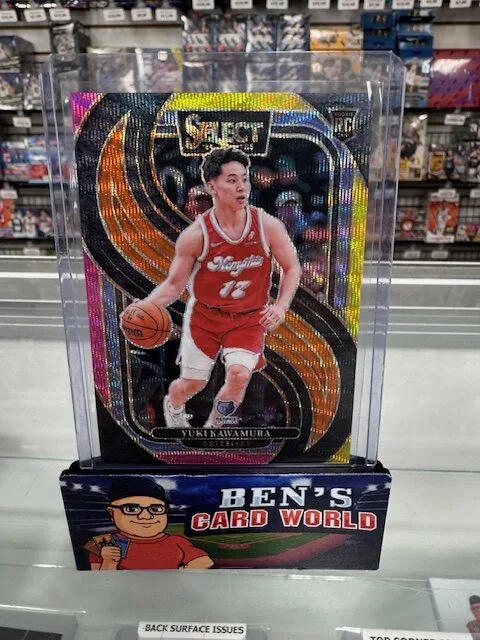 SELECT
RC
Memphis
17
YUKI KAWAMURA
BEN'S
CARD WORLD
BACK SURFACE ISSUES